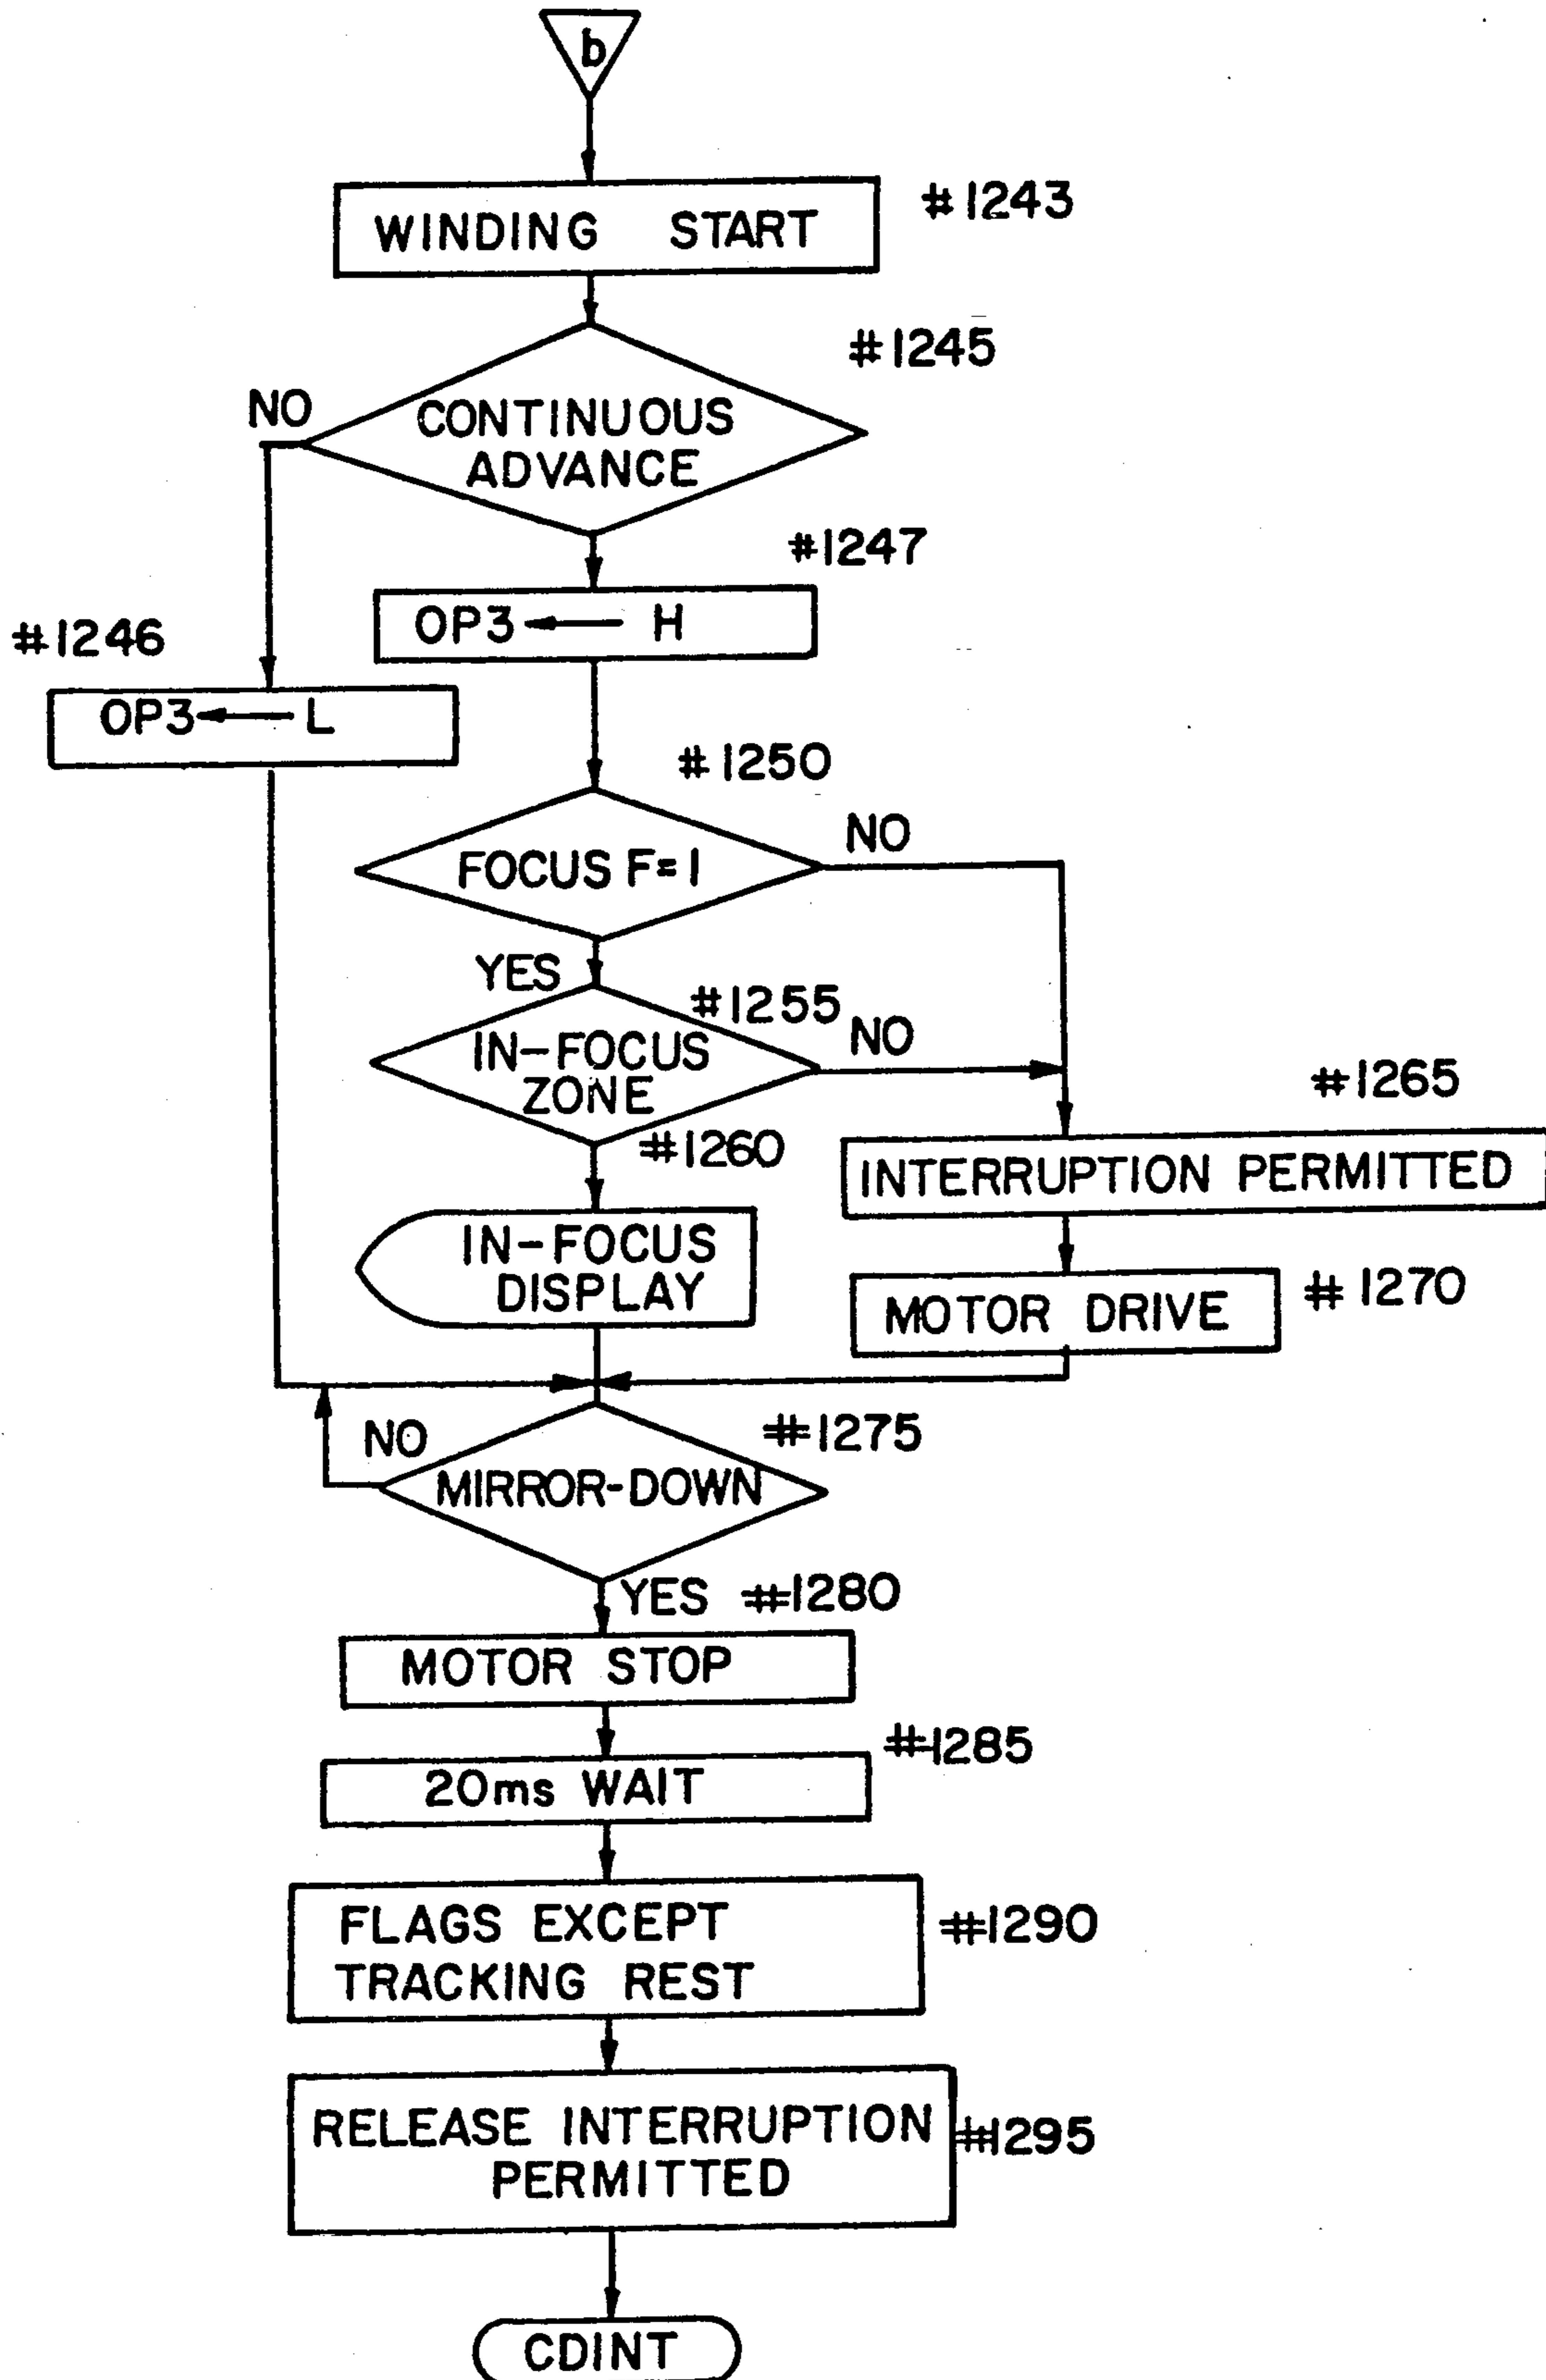 b
WINDING START
#1243
#1245
NO
CONTINUOUS
ADVANCE
#1247
OP3 ← H
#1246
OP3 ← L
#1250
FOCUS F=1
NO
YES
#1255
IN-FOCUS
ZONE
NO
#1260
#1265
INTERRUPTION PERMITTED
IN-FOCUS
DISPLAY
MOTOR DRIVE
#1270
NO
#1275
MIRROR-DOWN
YES
#1280
MOTOR STOP
#1285
20ms WAIT
FLAGS EXCEPT
TRACKING REST
#1290
RELEASE INTERRUPTION
PERMITTED
#1295
CDINT